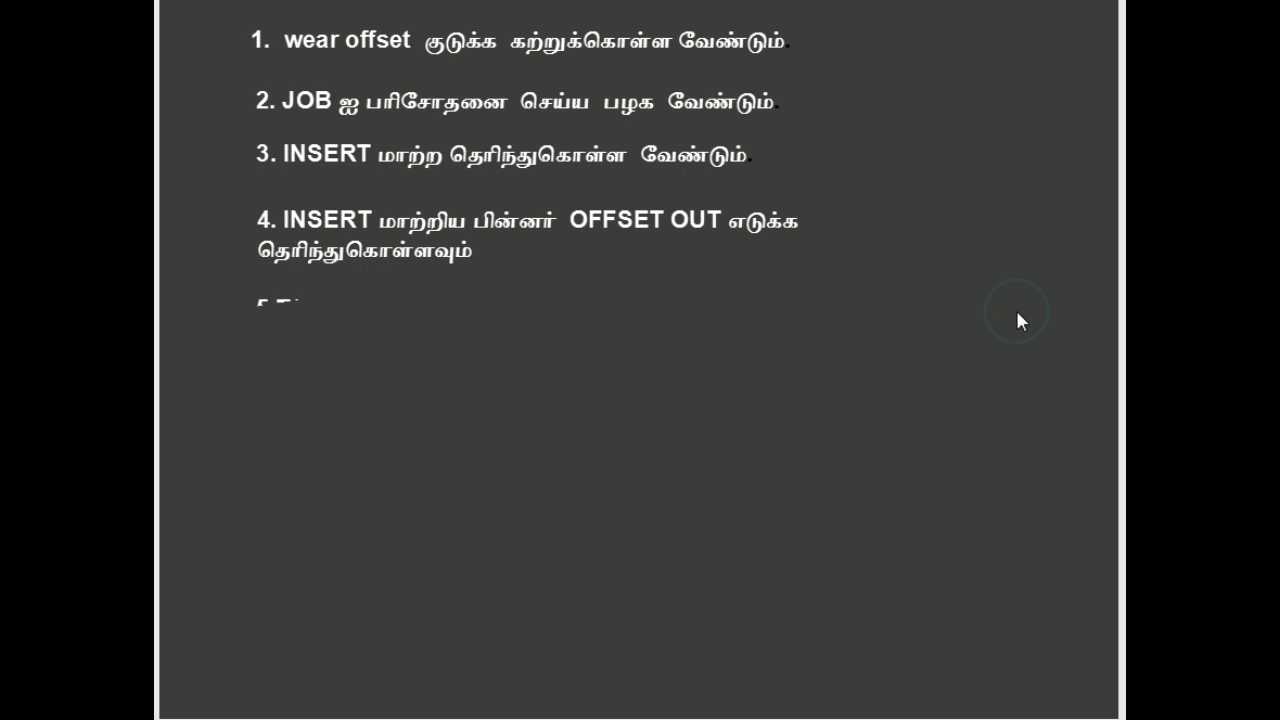 1. wear offset குடுக்க கற்றுக்கொள்ள வேண்டும்.
2. JOB ஐ பரிசோதனை செய்ய பழக வேண்டும்.
3. INSERT மாற்ற தெரிந்துகொள்ள வேண்டும்.
4. INSERT மாற்றிய பின்னர் OFFSET OUT எடுக்க
தெரிந்துகொள்ளவும்